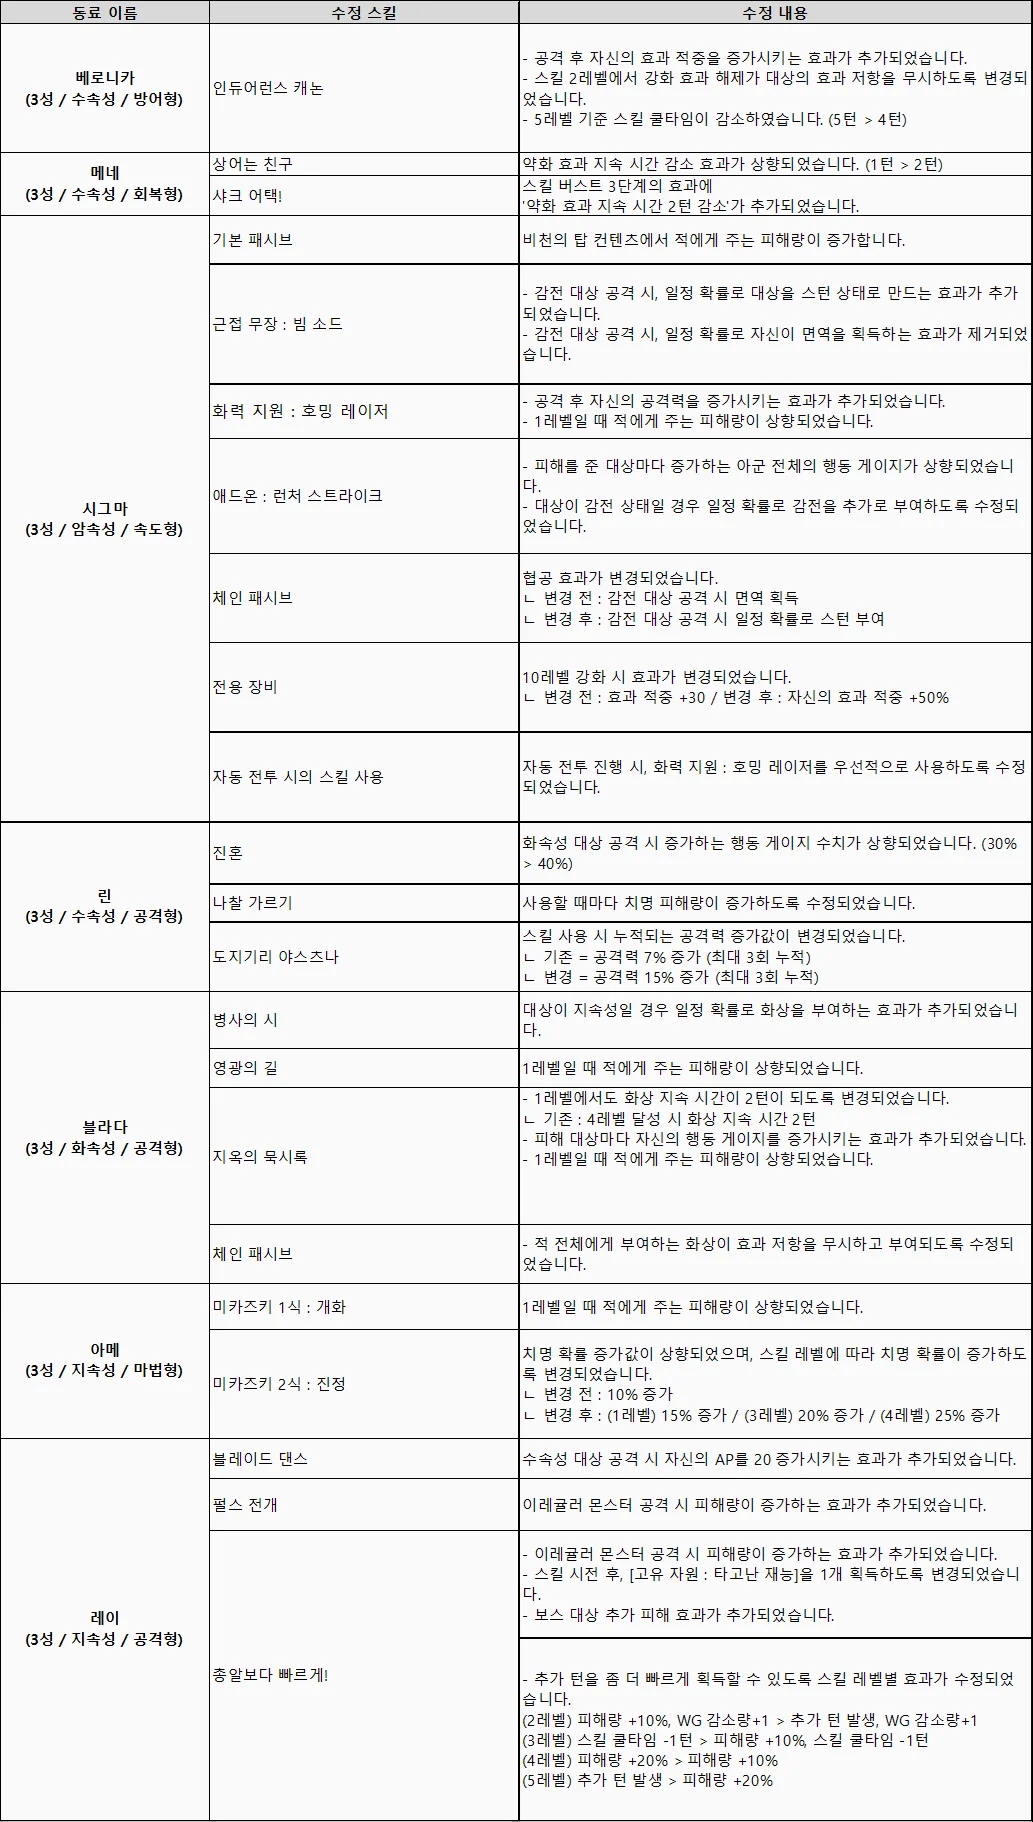 동료 이름
수정 스킬
수정 내용
베로니카
(3성 / 수속성 / 방어형)
인듀어런스 캐논
- 공격 후 자신의 효과 적중을 증가시키는 효과가 추가되었습니다.
- 스킬 2레벨에서 강화 효과 해제가 대상의 효과 저항을 무시하도록 변경되
었습니다.
- 5레벨 기준 스킬 쿨타임이 감소하였습니다. (5턴 > 4턴)
메네
(3성 / 수속성 / 회복형)
상어는 친구
약화 효과 지속 시간 감소 효과가 상향되었습니다. (1턴 > 2턴)
샤크 어택!
스킬 버스트 3단계의 효과에
'약화 효과 지속 시간 2턴 감소'가 추가되었습니다.
시그마
(3성 / 암속성 / 속도형)
기본 패시브
비천의 탑 컨텐츠에서 적에게 주는 피해량이 증가합니다.
근접 무장 : 빔 소드
- 감전 대상 공격 시, 일정 확률로 대상을 스턴 상태로 만드는 효과가 추가
되었습니다.
- 감전 대상 공격 시, 일정 확률로 자신이 면역을 획득하는 효과가 제거되었
습니다.
화력 지원 : 호밍 레이저
- 공격 후 자신의 공격력을 증가시키는 효과가 추가되었습니다.
- 1레벨일 때 적에게 주는 피해량이 상향되었습니다.
애드온 : 런처 스트라이크
- 피해를 준 대상마다 증가하는 아군 전체의 행동 게이지가 상향되었습니
다.
- 대상이 감전 상태일 경우 일정 확률로 감전을 추가로 부여하도록 수정되
었습니다.
체인 패시브
협공 효과가 변경되었습니다.
ㄴ 변경 전 : 감전 대상 공격 시 면역 획득
ㄴ 변경 후 : 감전 대상 공격 시 일정 확률로 스턴 부여
전용 장비
10레벨 강화 시 효과가 변경되었습니다.
ㄴ 변경 전 : 효과 적중 +30 / 변경 후 : 자신의 효과 적중 +50%
자동 전투 시의 스킬 사용
자동 전투 진행 시, 화력 지원 : 호밍 레이저를 우선적으로 사용하도록 수정
되었습니다.
린
(3성 / 수속성 / 공격형)
진혼
화속성 대상 공격 시 증가하는 행동 게이지 수치가 상향되었습니다. (30%
> 40%)
나찰 가르기
사용할 때마다 치명 피해량이 증가하도록 수정되었습니다.
도지기리 야스츠나
스킬 사용 시 누적되는 공격력 증가값이 변경되었습니다.
ㄴ 기존 = 공격력 7% 증가 (최대 3회 누적)
ㄴ 변경 = 공격력 15% 증가 (최대 3회 누적)
블라다
(3성 / 화속성 / 공격형)
병사의 시
대상이 지속성일 경우 일정 확률로 화상을 부여하는 효과가 추가되었습니
다.
영광의 길
1레벨일 때 적에게 주는 피해량이 상향되었습니다.
지옥의 묵시록
- 1레벨에서도 화상 지속 시간이 2턴이 되도록 변경되었습니다.
ㄴ 기존 : 4레벨 달성 시 화상 지속 시간 2턴
- 피해 대상마다 자신의 행동 게이지를 증가시키는 효과가 추가되었습니다.
- 1레벨일 때 적에게 주는 피해량이 상향되었습니다.
체인 패시브
- 적 전체에게 부여하는 화상이 효과 저항을 무시하고 부여되도록 수정되
었습니다.
아메
(3성 / 지속성 / 마법형)
미카즈키 1식 : 개화
1레벨일 때 적에게 주는 피해량이 상향되었습니다.
미카즈키 2식 : 진정
치명 확률 증가값이 상향되었으며, 스킬 레벨에 따라 치명 확률이 증가하도
록 변경되었습니다.
ㄴ 변경 전 : 10% 증가
ㄴ 변경 후 : (1레벨) 15% 증가 / (3레벨) 20% 증가 / (4레벨) 25% 증가
레이
(3성 / 지속성 / 공격형)
블레이드 댄스
수속성 대상 공격 시 자신의 AP를 20 증가시키는 효과가 추가되었습니다.
펄스 전개
이레귤러 몬스터 공격 시 피해량이 증가하는 효과가 추가되었습니다.
총알보다 빠르게!
- 이레귤러 몬스터 공격 시 피해량이 증가하는 효과가 추가되었습니다.
- 스킬 시전 후, [고유 자원 : 타고난 재능]을 1개 획득하도록 변경되었습니
다.
- 보스 대상 추가 피해 효과가 추가되었습니다.
- 추가 턴을 좀 더 빠르게 획득할 수 있도록 스킬 레벨별 효과가 수정되었
습니다.
(2레벨) 피해량 +10%, WG 감소량+1 > 추가 턴 발생, WG 감소량+1
(3레벨) 스킬 쿨타임 -1턴 > 피해량 +10%, 스킬 쿨타임 -1턴
(4레벨) 피해량 +20% > 피해량 +10%
(5레벨) 추가 턴 발생 > 피해량 +20%